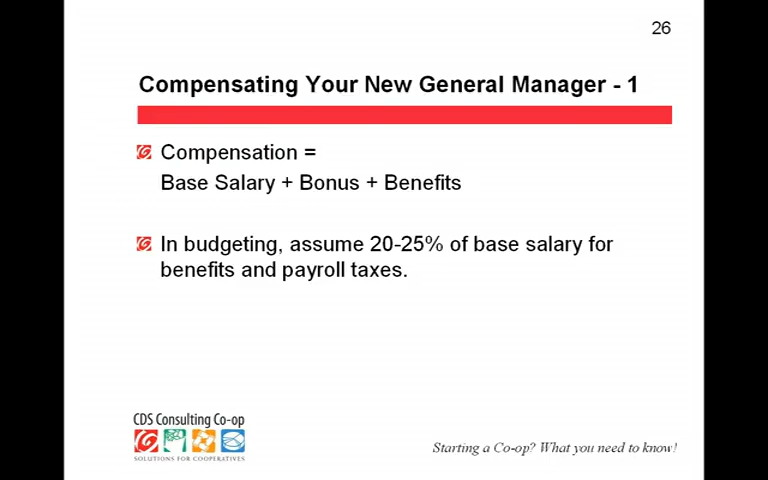 26
Compensating Your New General Manager - 1
Compensation =
Base Salary + Bonus + Benefits
In budgeting, assume 20-25% of base salary for
benefits and payroll taxes.
CDS Consulting Co-op
SOLUTIONS FOR COOPERATIVES
Starting a Co-op? What you need to know!